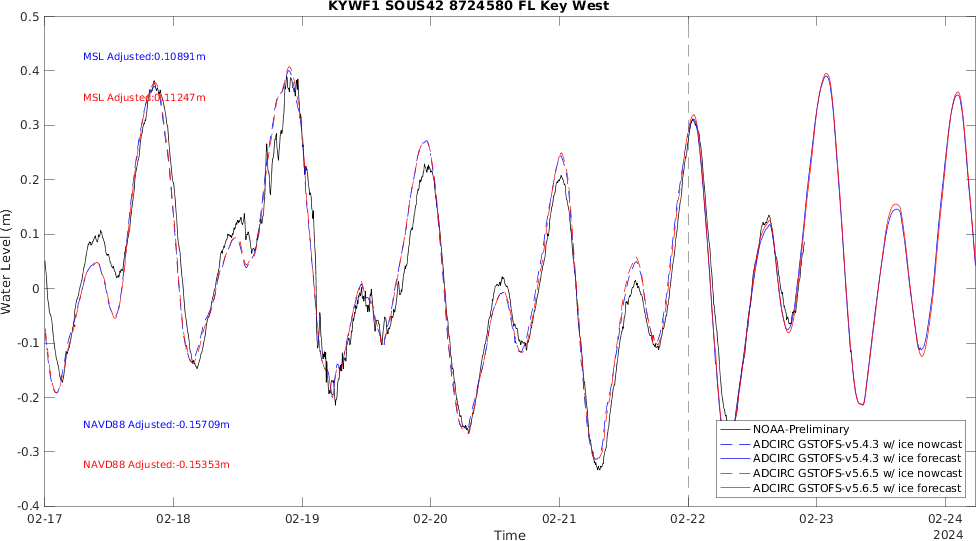 KYWF1 SOUS42 8724580 FL Key West
0.5
0.4
0.3
0.2
0.1
0
-0.1
-0.2
-0.3
-0.4
Water Level (m)
MSL Adjusted:0.10891m
MSL Adjusted:0.11247m
NAVD88 Adjusted:-0.15709m
NAVD88 Adjusted:-0.15353m
NOAA-Preliminary
ADCIRC GSTOFS-v5.4.3 w/ ice nowcast
ADCIRC GSTOFS-v5.4.3 w/ ice forecast
ADCIRC GSTOFS-v5.6.5 w/ ice nowcast
ADCIRC GSTOFS-v5.6.5 w/ ice forecast
02-17 02-18 02-19 02-20 02-21 02-22 02-23 02-24
Time
2024